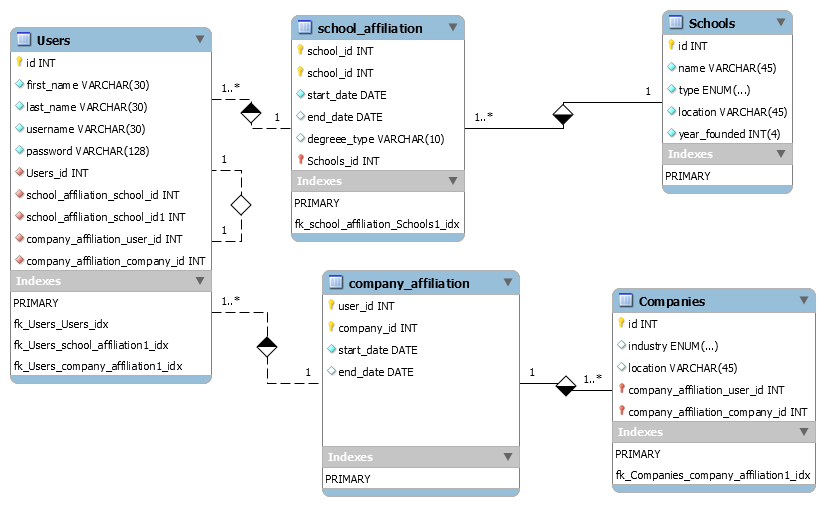 Users
id INT
first_name VARCHAR(30)
last_name VARCHAR(30)
username VARCHAR(30)
password VARCHAR(128)
Users_id INT
school_affiliation_school_id INT
school_affiliation_school_id1 INT
company_affiliation_user_id INT
company_affiliation_company_id INT
Indexes
PRIMARY
fk_Users_Users_idx
fk_Users_school_affiliation1_idx
fk_Users_company_affiliation1_idx
1..*
1
1
1
1..*
1
school_affiliation
school_id INT
school_id INT
start_date DATE
end_date DATE
degreee_type VARCHAR(10)
Schools_id INT
Indexes
PRIMARY
fk_school_affiliation_Schools1_idx
1..*
1
Schools
id INT
name VARCHAR(45)
type ENUM(...)
location VARCHAR(45)
year_founded INT(4)
Indexes
PRIMARY
company_affiliation
user_id INT
company_id INT
start_date DATE
end_date DATE
Indexes
PRIMARY
1
1..*
Companies
id INT
industry ENUM(...)
location VARCHAR(45)
company_affiliation_user_id INT
company_affiliation_company_id INT
Indexes
PRIMARY
fk_Companies_company_affiliation1_idx